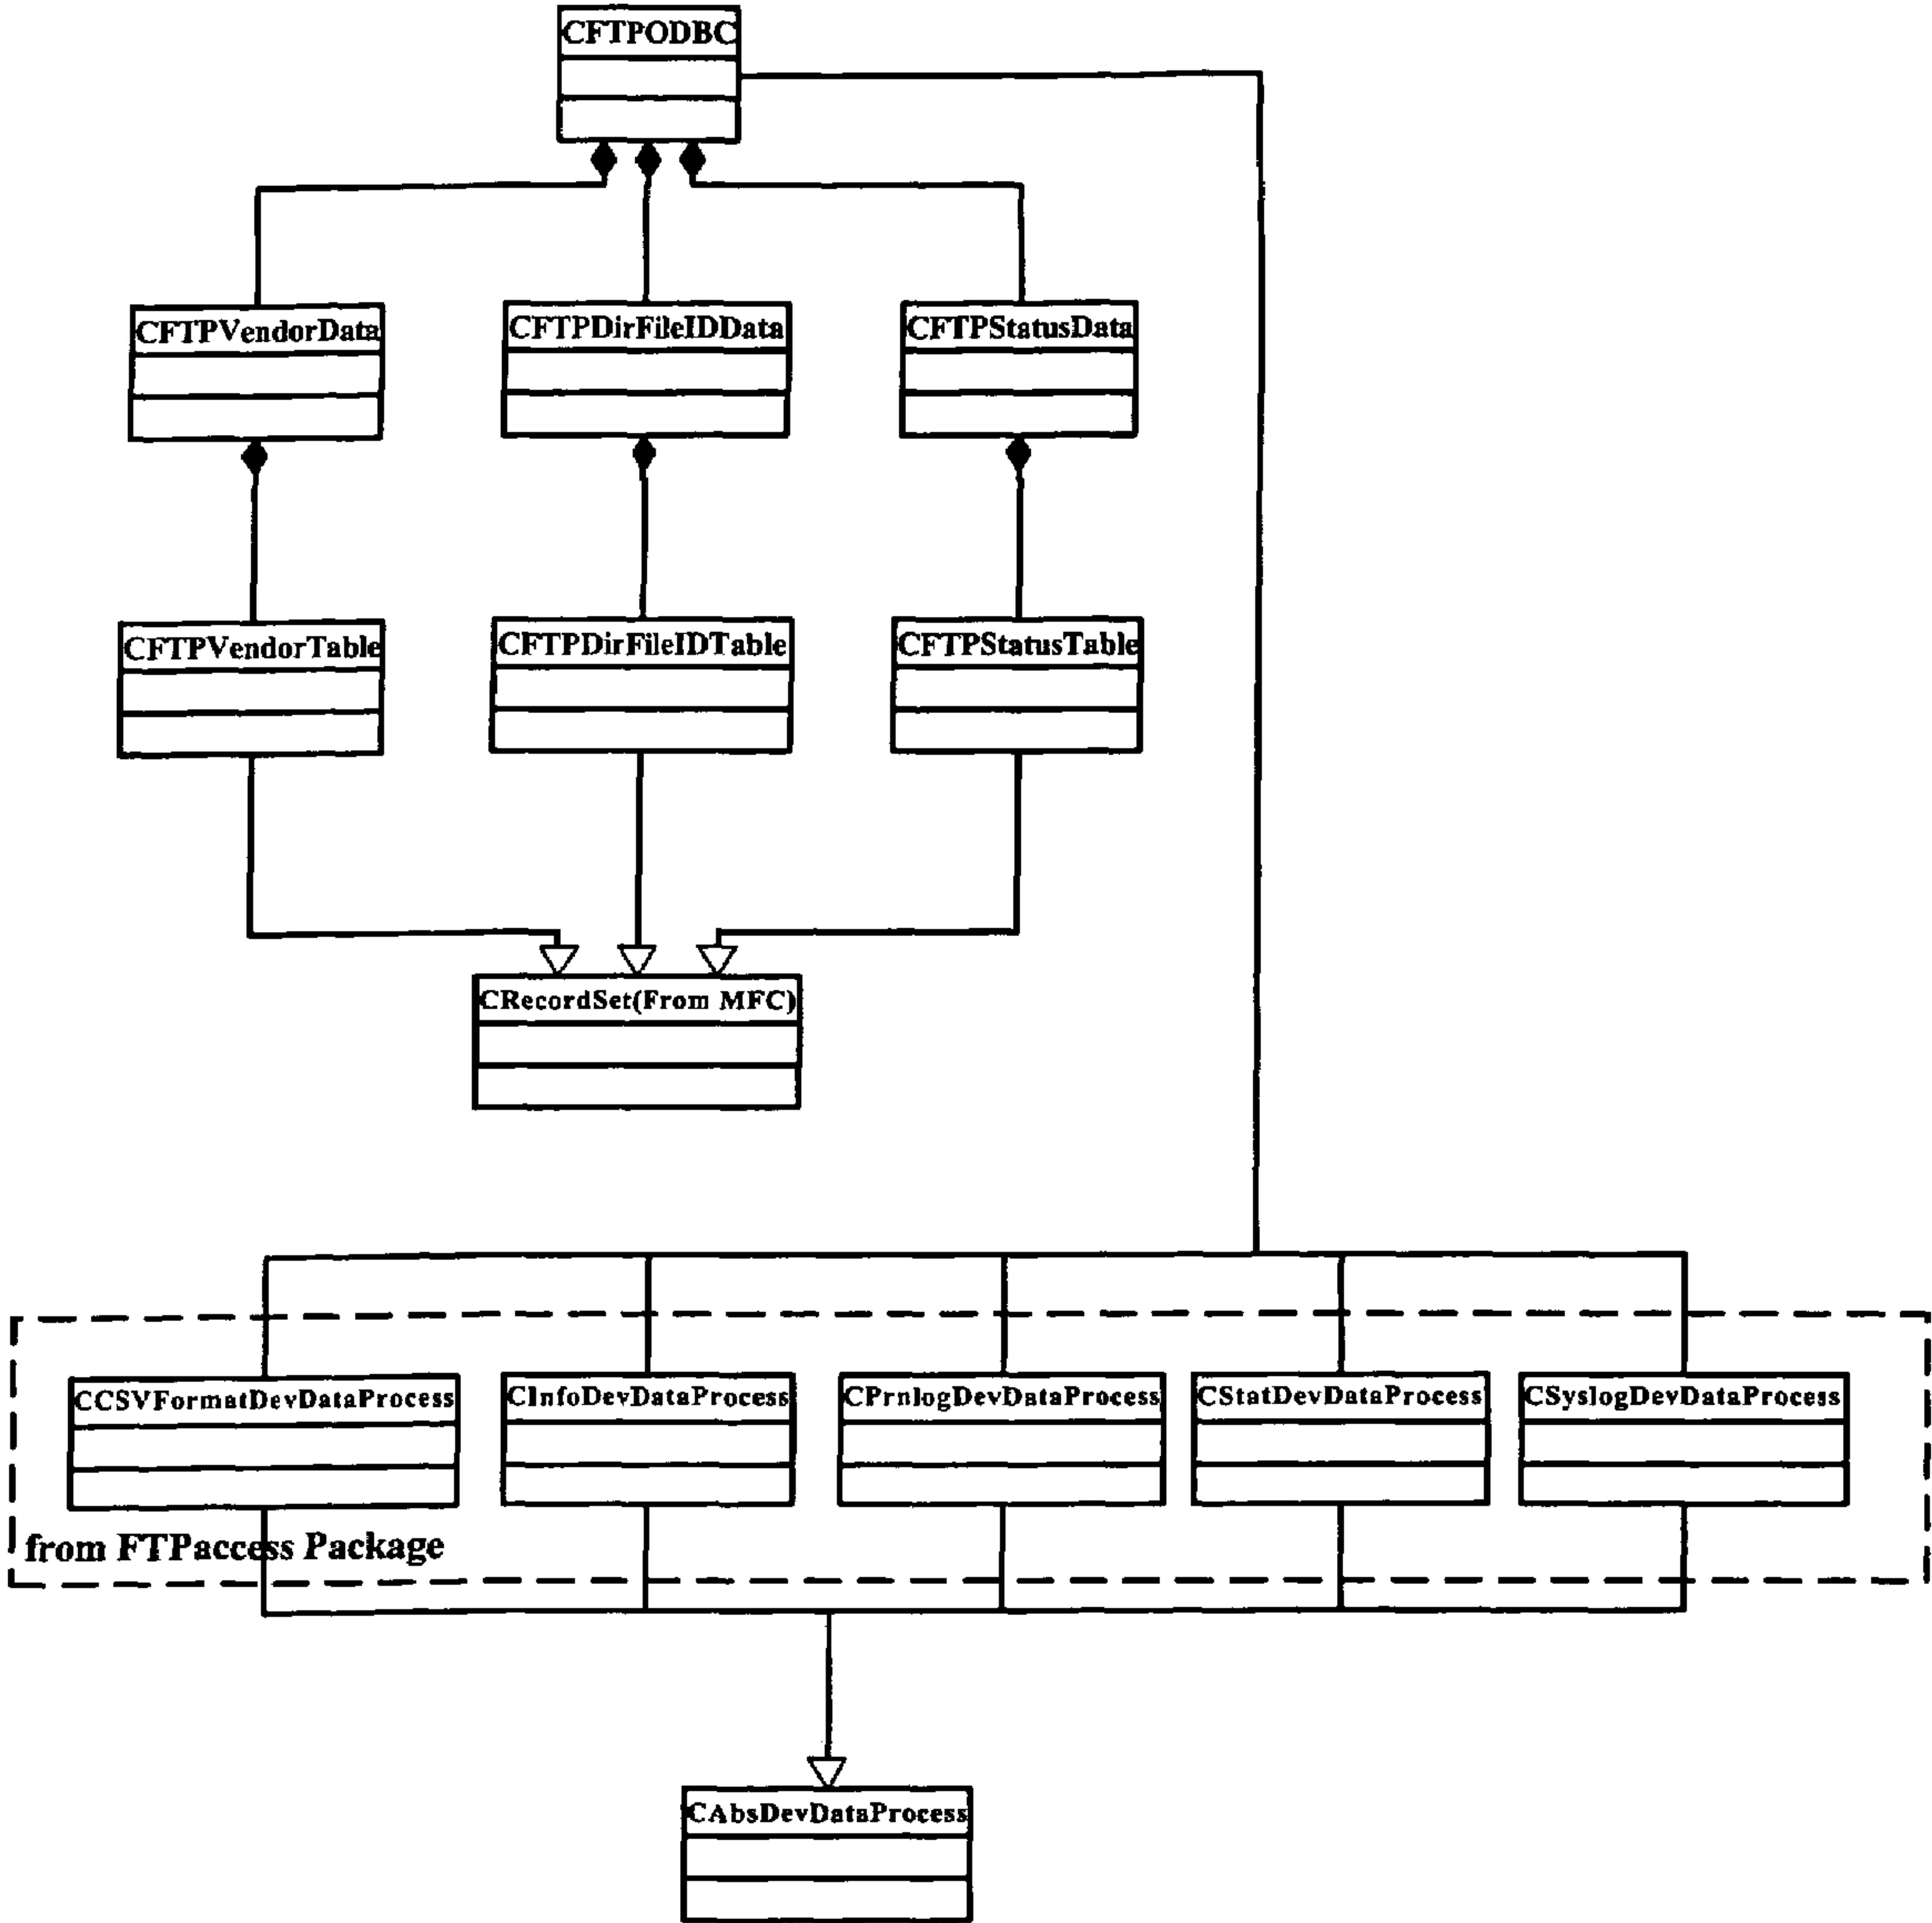 CFTPODBC
CFTPVendorData
CFTPDirFileIDData
CFTPStatusData
CFTPVendorTable
CFTPDirFileIDTable
CFTPStatusTable
CRecordSet(From MFC)
CCSVFormatDevDataProcess
CInfoDevDataProcess
CPrnlogDevDataProcess
CStatDevDataProcess
CSyslogDevDataProcess
from FTPaccess Package
CAbsDevDataProcess